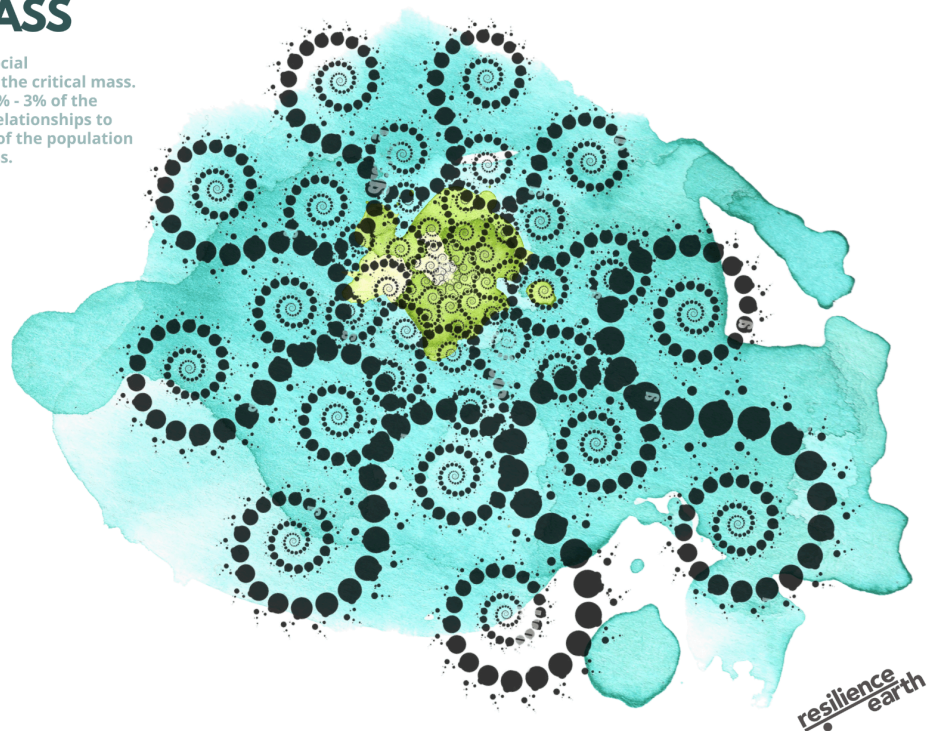 ASS
cial
the critical mass.
% - 3% of the
elationships to
of the population
s.
resilience
earth